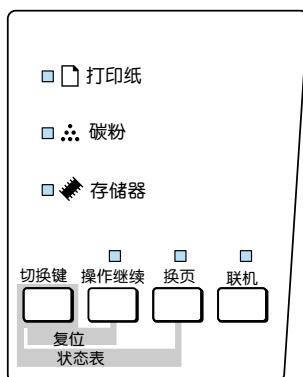 打印纸
碳粉
存储器
切换键 操作继续 换页 联机
复位
状态表